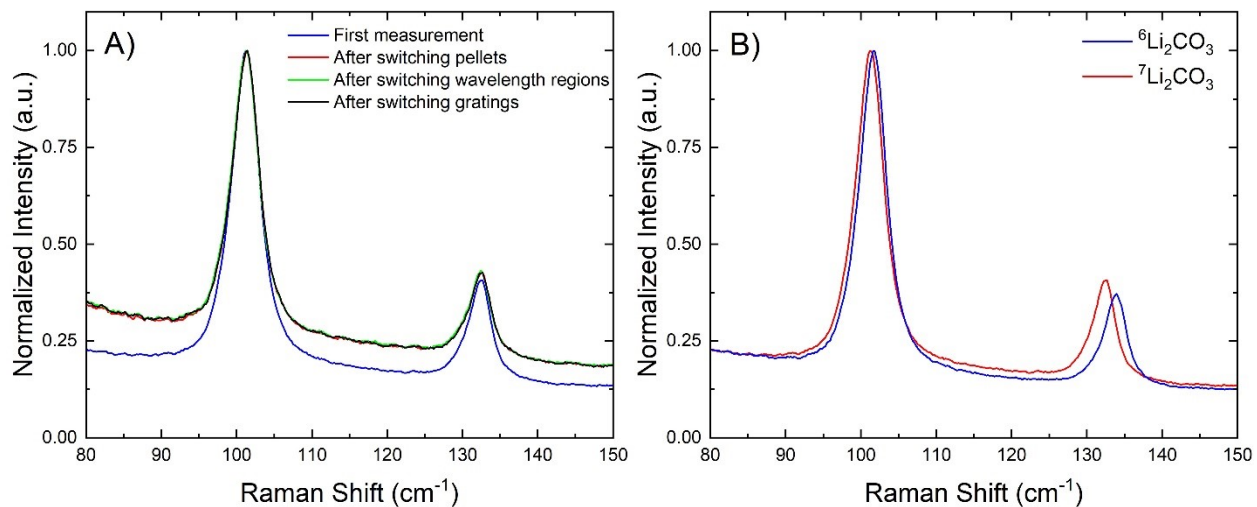 A)
First measurement
After switching pellets
After switching wavelength regions
After switching gratings
1.00
0.75
0.50
0.25
0.00
Normalized Intensity (a.u.)
80 90 100 110 120 130 140 150
Raman Shift (cm⁻¹)
B)
⁶Li₂CO₃
⁷Li₂CO₃
1.00
0.75
0.50
0.25
0.00
Normalized Intensity (a.u.)
80 90 100 110 120 130 140 150
Raman Shift (cm⁻¹)